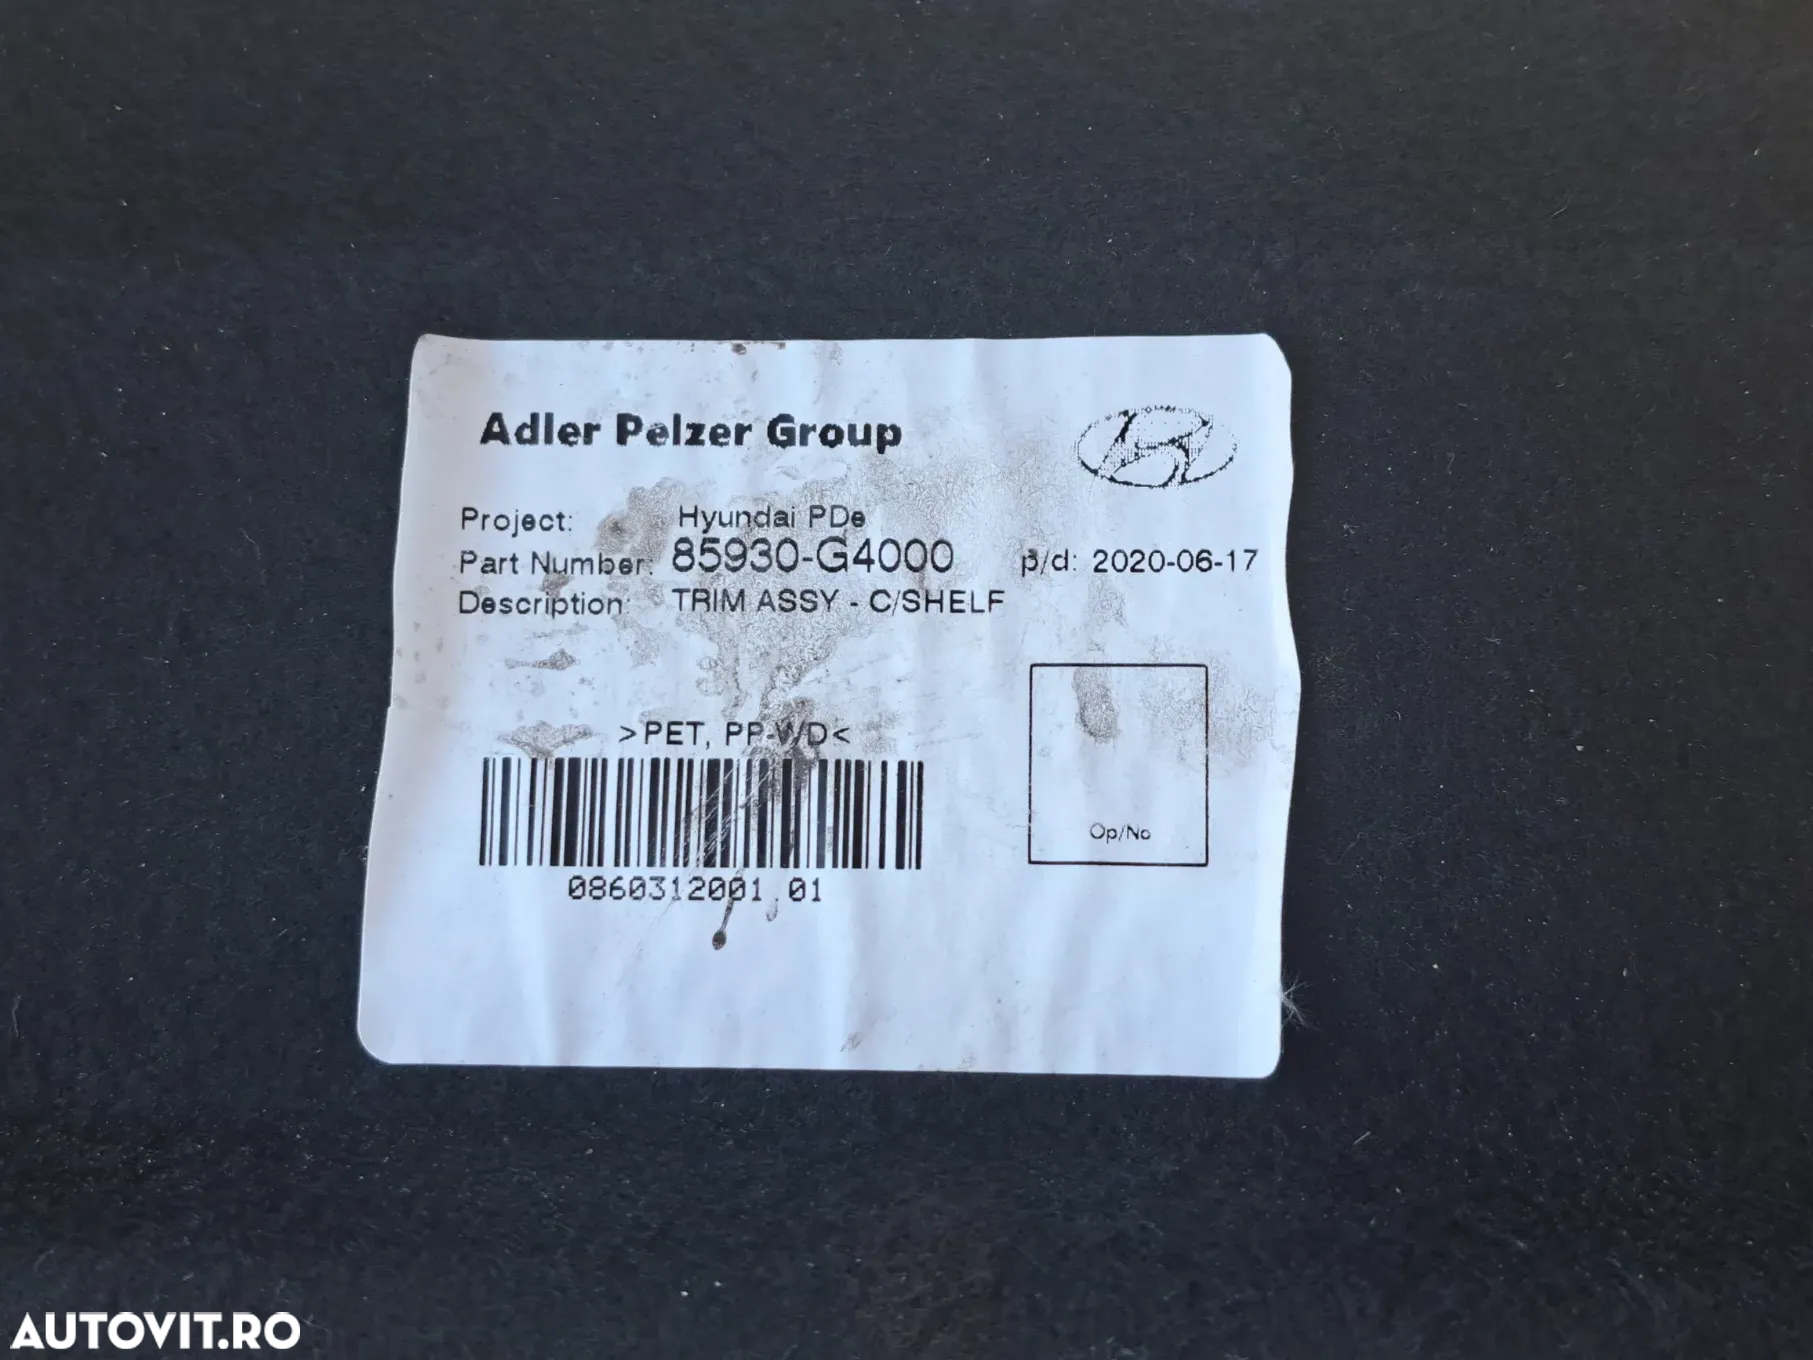 Adler Pelzer Group
Project: Hyundai PDe
Part Number: 85930-G4000 p/d: 2020-06-17
Description: TRIM ASSY - C/SHELF
>PET, PP-WD<
Op/No
0860312001.01
AUTOVIT.RO